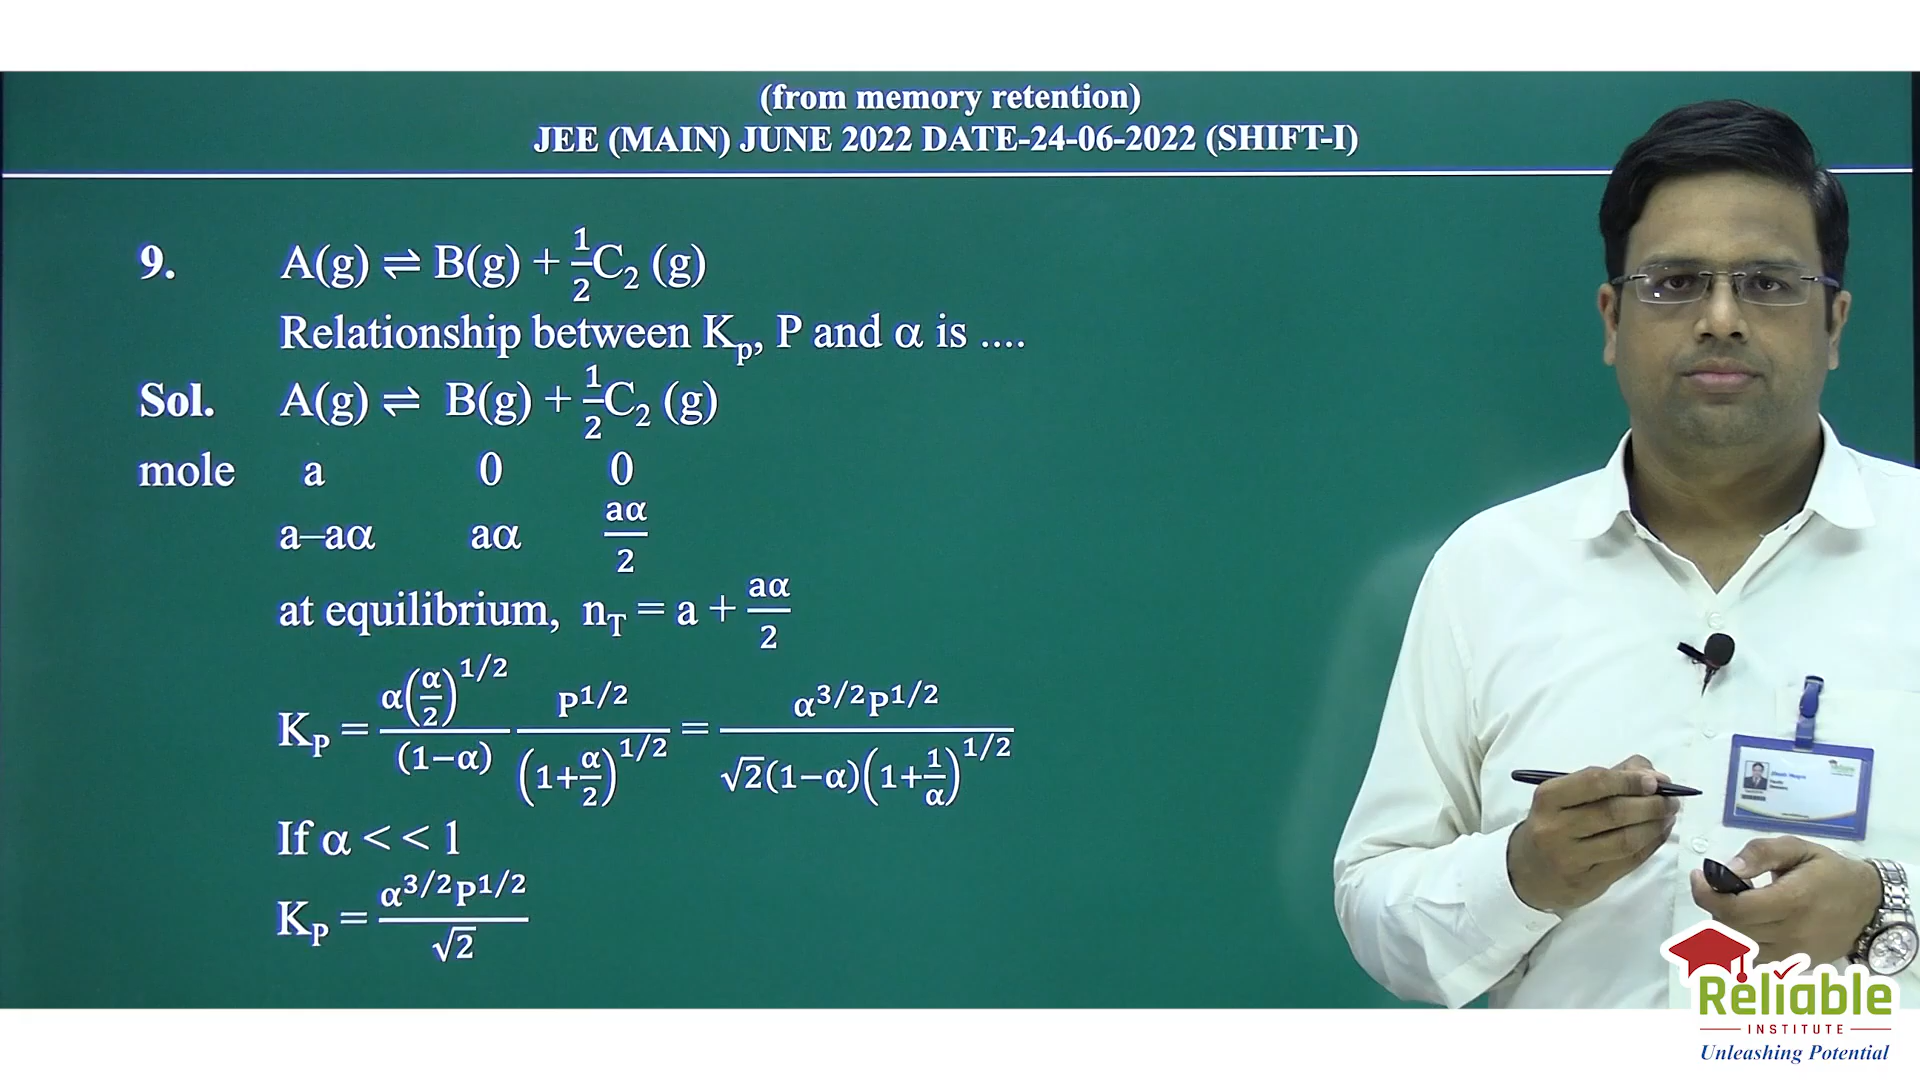 (from memory retention)
JEE (MAIN) JUNE 2022 DATE-24-06-2022 (SHIFT-I)
9. A(g) ⇌ B(g) + 1/2 C₂ (g)
Relationship between Kₚ, P and α is ....
Sol. A(g) ⇌ B(g) + 1/2 C₂ (g)
mole a 0 0
a–aα aα aα/2
at equilibrium, n_T = a + aα/2
K_P = α(α/2)^1/2 / (1−α) P^1/2 / (1+α/2)^1/2 = α^3/2 P^1/2 / √2(1−α)(1+1/α)^1/2
If α < < 1
K_P = α^3/2 P^1/2 / √2
Reliable
INSTITUTE
Unleashing Potential